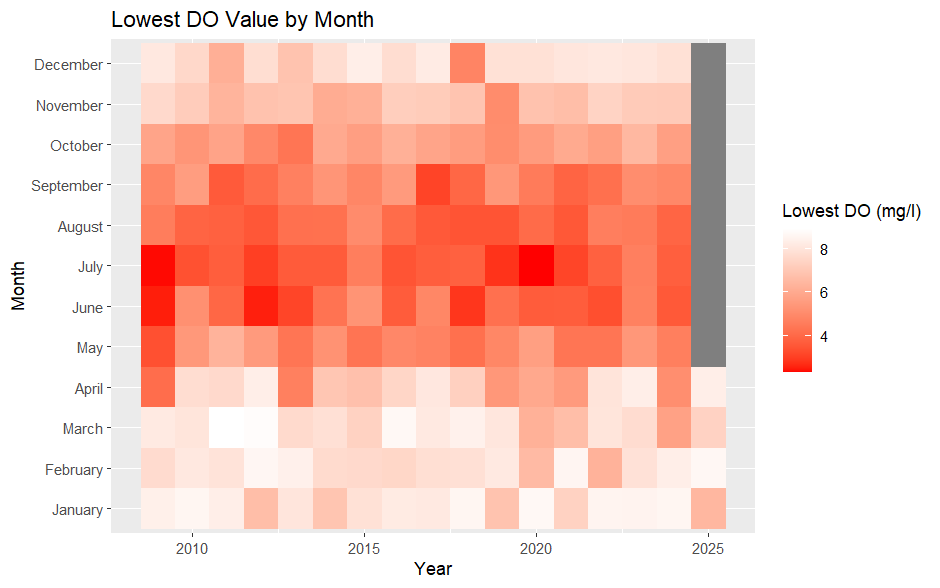 Lowest DO Value by Month
December
November
October
September
August
July
June
May
April
March
February
January
Month
2010 2015 2020 2025
Year
Lowest DO (mg/l)
8
6
4